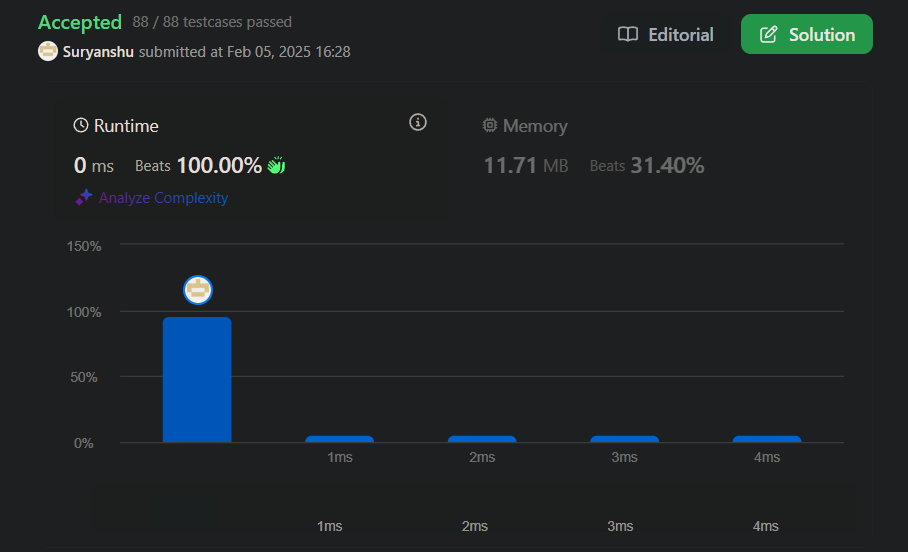 Accepted 88 / 88 testcases passed
Suryanshu submitted at Feb 05, 2025 16:28
Editorial
Solution
Runtime
0 ms Beats 100.00%
Analyze Complexity
Memory
11.71 MB Beats 31.40%
150%
100%
50%
0%
1ms 2ms 3ms 4ms
1ms 2ms 3ms 4ms